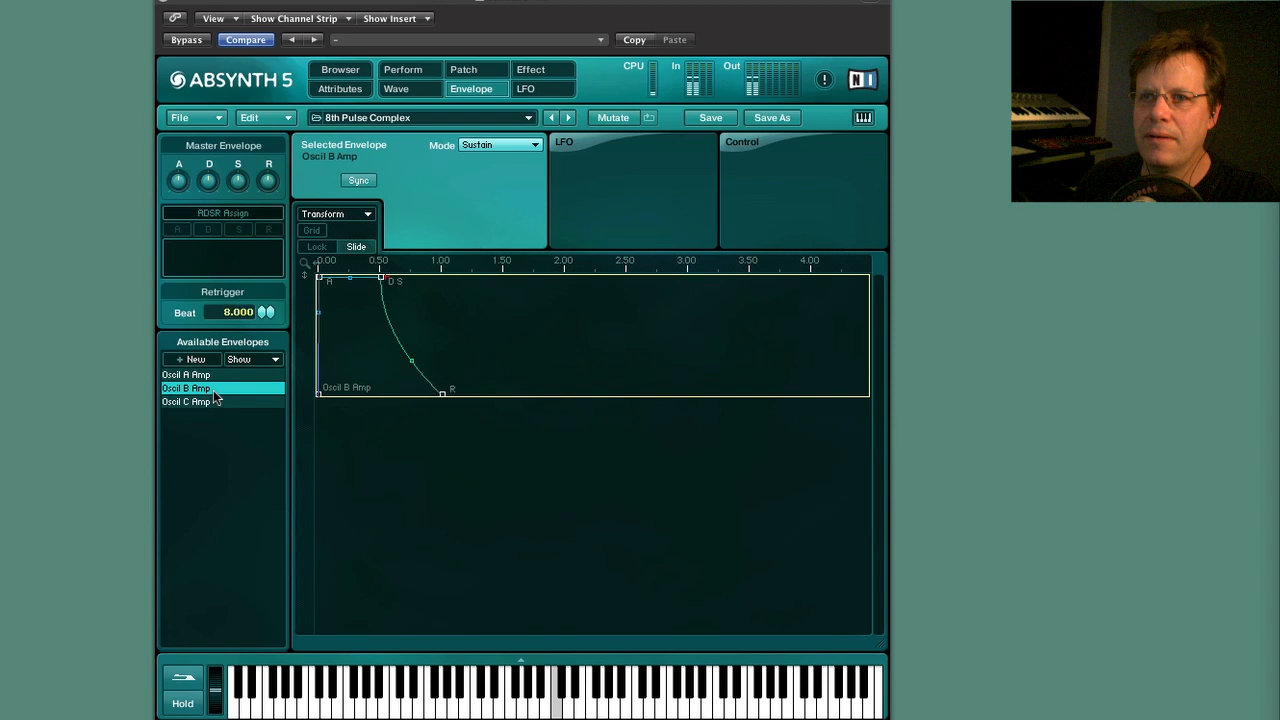 View Show Channel Strip Show Insert
Bypass Compare - Copy Paste
ABSYNTH 5
Browser Perform Patch Effect
Attributes Wave Envelope LFO
CPU In Out
! NI
File Edit 8th Pulse Complex Mutate Save Save As
Master Envelope
A D S R
ADSR Assign
A D S R
Retrigger
Beat 8.000
Available Envelopes
+ New Show
Oscil A Amp
Oscil B Amp
Oscil C Amp
Selected Envelope
Oscil B Amp
Mode Sustain
Sync
LFO
Control
Transform
Grid
Lock Slide
0.00 0.50 1.00 1.50 2.00 2.50 3.00 3.50 4.00
A D S
Oscil B Amp R
Hold